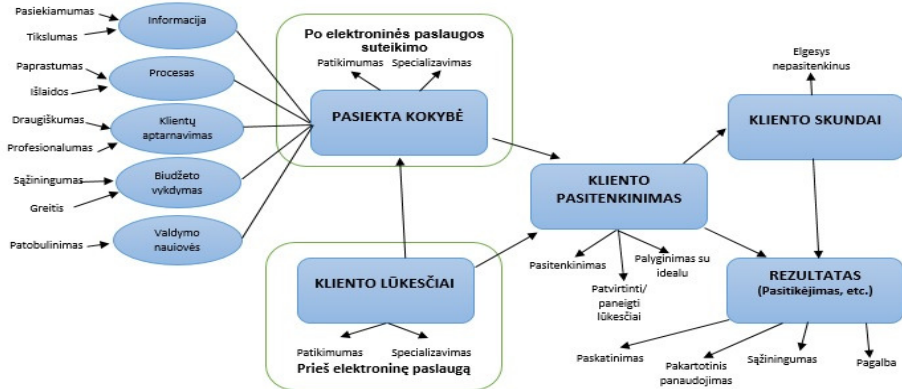 Pasiekiamumas
Tikslumas
Informacija
Paprastumas
Išlaidos
Procesas
Draugiškumas
Profesionalumas
Klientų
aptarnavimas
Sąžiningumas
Greitis
Biudžeto
vykdymas
Patobulinimas
Valdymo
naujovės
Po elektroninės paslaugos
suteikimo
Patikimumas
Specializavimas
PASIEKTA KOKYBĖ
KLIENTO LŪKESČIAI
Patikimumas
Specializavimas
Prieš elektroninę paslaugą
KLIENTO
PASITENKINIMAS
Pasitenkinimas
Patvirtinti/
paneigti
lūkesčiai
Palyginimas su
idealu
Elgesys
nepasitenkinus
KLIENTO SKUNDAI
REZULTATAS
(Pasitikėjimas, etc.)
Paskatinimas
Pakartotinis
panaudojimas
Sąžiningumas
Pagalba